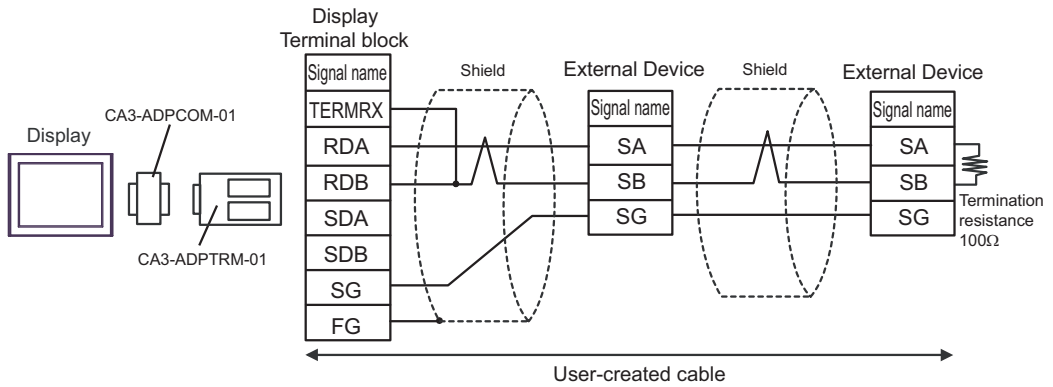 Display
Terminal block
Signal name
TERMRX
RDA
RDB
SDA
SDB
SG
FG
Shield
External Device
Signal name
SA
SB
SG
Shield
External Device
Signal name
SA
SB
SG
Termination
resistance
100Ω
Display
CA3-ADPCOM-01
CA3-ADPTRM-01
User-created cable